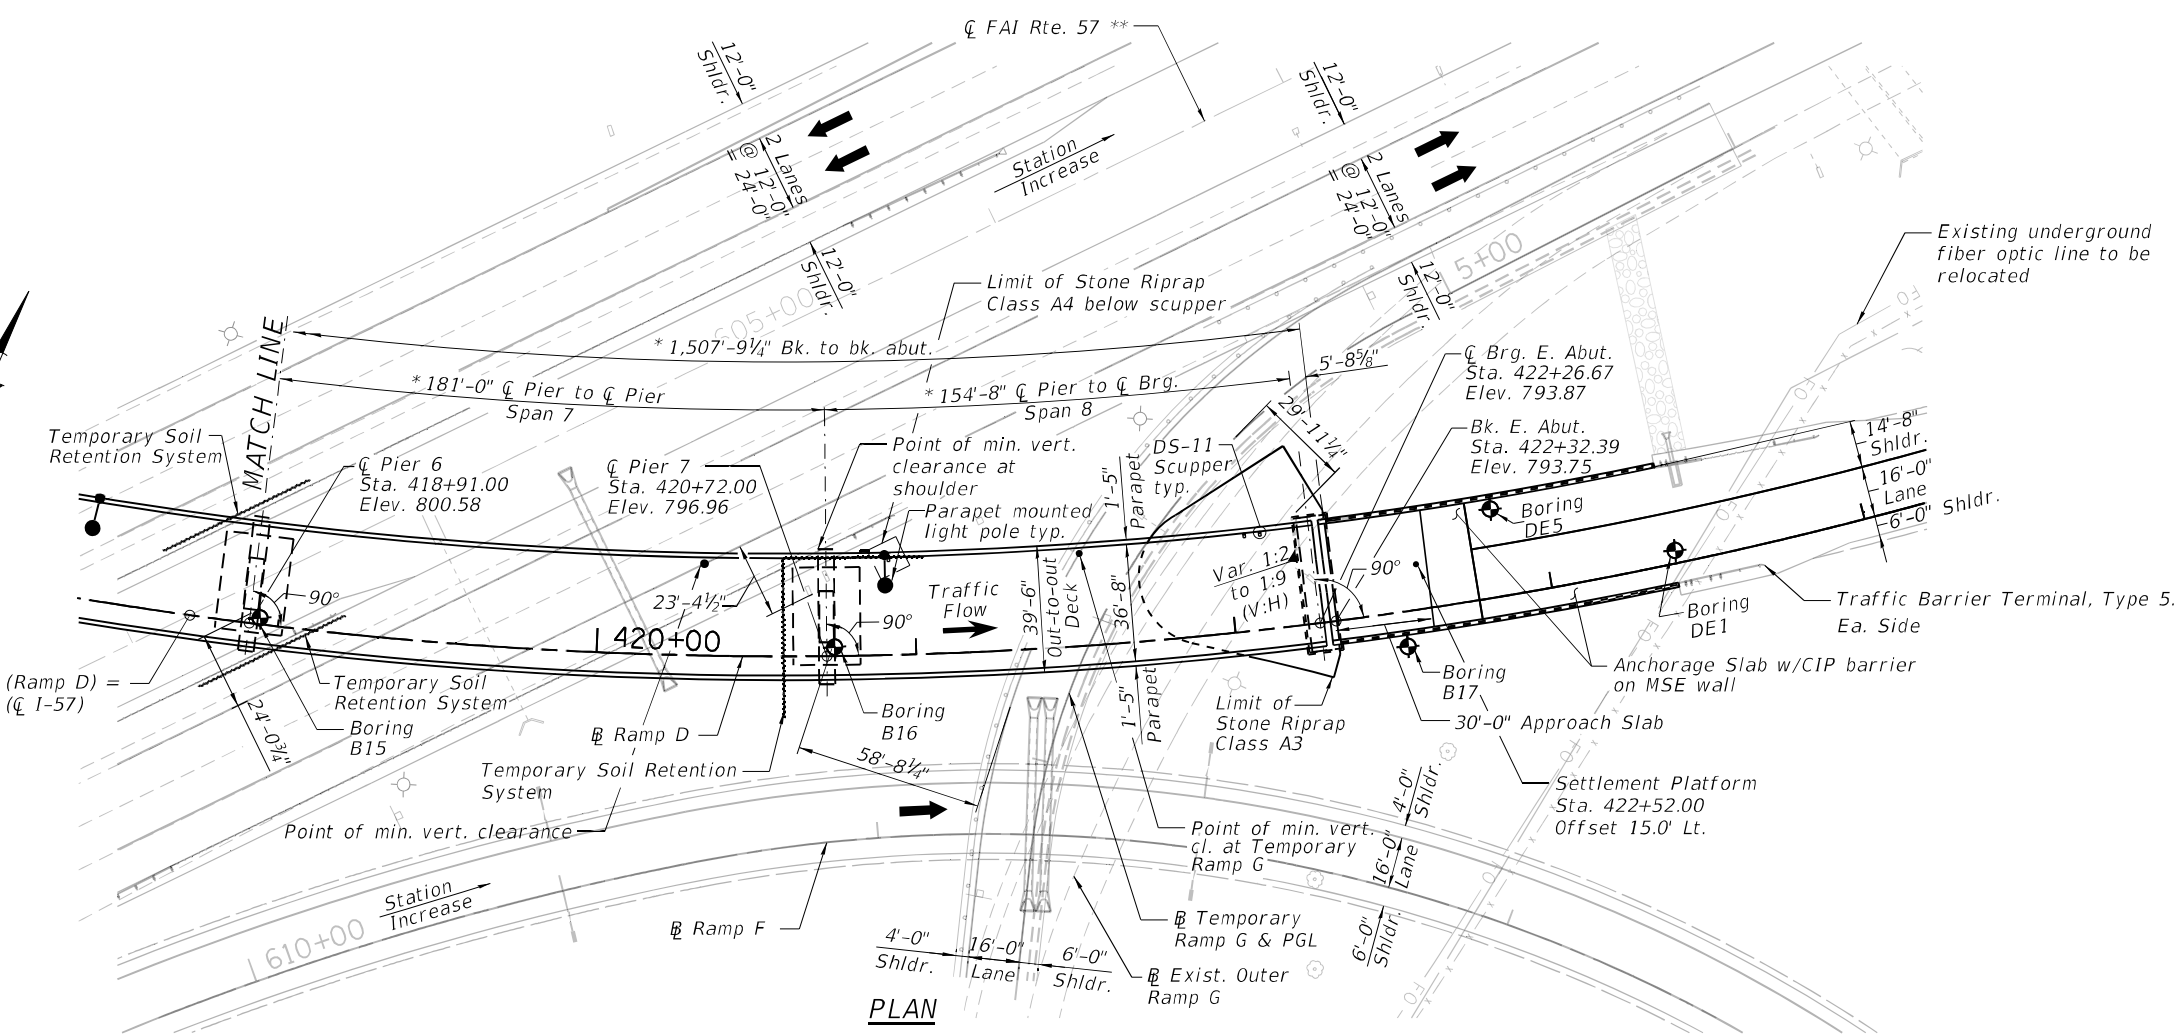 ℄ FAI Rte. 57 **
12'-0"
Shldr.
2 Lanes
@ 12'-0"
= 24'-0"
Station
Increase
12'-0"
Shldr.
2 Lanes
@ 12'-0"
= 24'-0"
12'-0"
Shldr.
12'-0"
Shldr.
605+00
5+00
Existing underground
fiber optic line to be
relocated
Limit of Stone Riprap
Class A4 below scupper
MATCH LINE
* 1,507'-9¼" Bk. to bk. abut.
5'-8⅝"
* 181'-0" ℄ Pier to ℄ Pier
Span 7
* 154'-8" ℄ Pier to ℄ Brg.
Span 8
℄ Brg. E. Abut.
Sta. 422+26.67
Elev. 793.87
Bk. E. Abut.
Sta. 422+32.39
Elev. 793.75
29'-11¼"
Temporary Soil
Retention System
℄ Pier 6
Sta. 418+91.00
Elev. 800.58
℄ Pier 7
Sta. 420+72.00
Elev. 796.96
Point of min. vert.
clearance at
shoulder
Parapet mounted
light pole typ.
1'-5"
Parapet
DS-11
Scupper
typ.
14'-8"
Shldr.
16'-0"
Lane
6'-0" Shldr.
Boring
DE5
Var. 1:2
to 1:9
(V:H)
90°
90°
90°
23'-4½"
Traffic
Flow
39'-6"
Out-to-out
Deck
36'-8"
420+00
Boring
DE1
Traffic Barrier Terminal, Type 5.
Ea. Side
(Ramp D) =
(℄ I-57)
Temporary Soil
Retention System
24'-0¾"
Boring
B15
B̵L Ramp D
Boring
B16
1'-5"
Parapet
Limit of
Stone Riprap
Class A3
Boring
B17
Anchorage Slab w/CIP barrier
on MSE wall
30'-0" Approach Slab
58'-8¼"
Temporary Soil Retention
System
Settlement Platform
Sta. 422+52.00
Offset 15.0' Lt.
Point of min. vert. clearance
Point of min. vert.
cl. at Temporary
Ramp G
4'-0"
Shldr.
16'-0"
Lane
6'-0"
Shldr.
Station
Increase
610+00
B̵L Ramp F
4'-0"
Shldr.
16'-0"
Lane
6'-0"
Shldr.
B̵L Temporary
Ramp G & PGL
B̵L Exist. Outer
Ramp G
FO
FO
FO
FO
FO
FO
PLAN